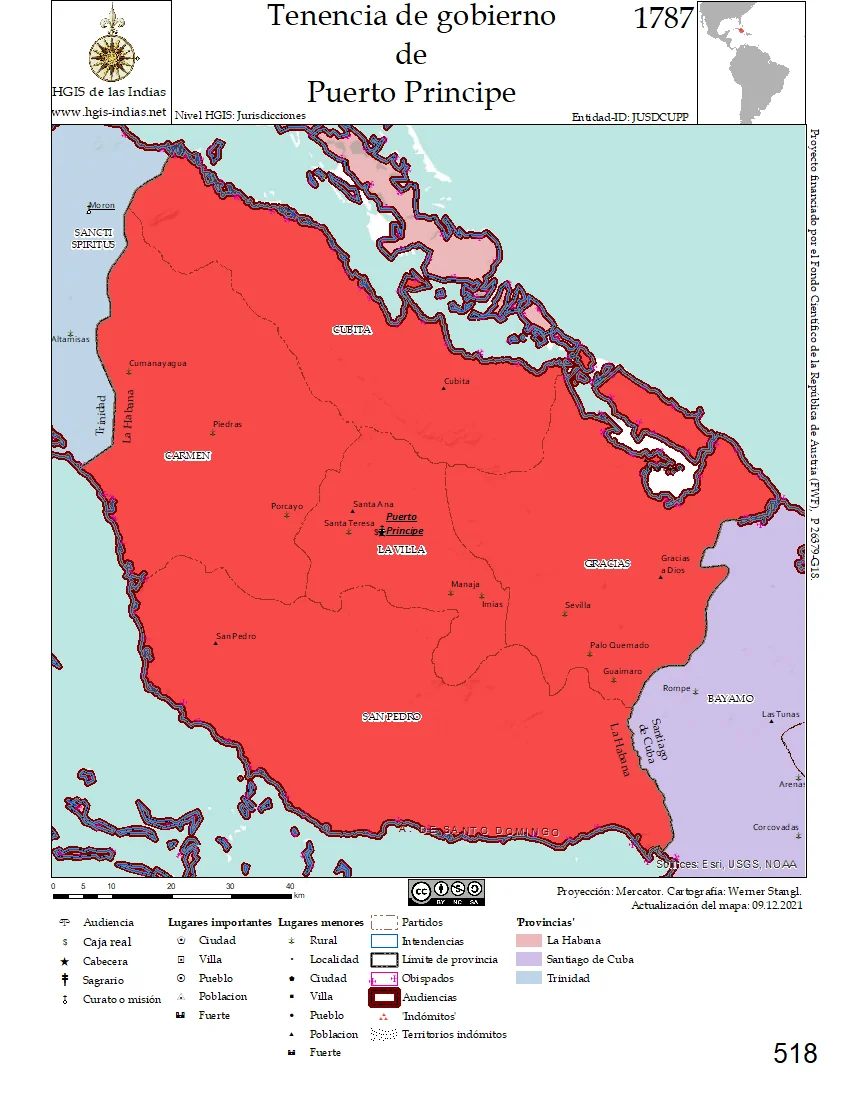 Tenencia de gobierno
de
Puerto Principe
1787
HGIS de las Indias
www.hgis-indias.net
Nivel HGIS: Jurisdicciones
Entidad-ID: JUSDCUPP
Proyecto financiado por el Fondo Científico de la República de Austria (FWF), P 26379-G18.
Moron
SANCTI
SPIRITUS
Altamisas
CUBITA
Cumanayagua
Cubita
Trinidad
La Habana
Piedras
CARMEN
Porcayo
Santa Ana
Santa Teresa
Puerto
Principe
LA VILLA
GRACIAS
Gracias
a Dios
Manaja
Imias
Sevilla
San Pedro
Palo Quemado
Guaimaro
Rompe
BAYAMO
SAN PEDRO
Las Tunas
La Habana
Santiago
de Cuba
Arenas
Corcovadas
A. DE SANTO DOMINGO
Sources: Esri, USGS, NOAA
0 5 10 20 30 40
km
CC BY NC SA
Proyección: Mercator. Cartografía: Werner Stangl.
Actualización del mapa: 09.12.2021
Audiencia
Caja real
Cabecera
Sagrario
Curato o misión
Lugares importantes
Ciudad
Villa
Pueblo
Poblacion
Fuerte
Lugares menores
Rural
Localidad
Ciudad
Villa
Pueblo
Poblacion
Fuerte
Partidos
Intendencias
Límite de provincia
Obispados
Audiencias
'Indómitos'
Territorios indómitos
'Provincias'
La Habana
Santiago de Cuba
Trinidad
518